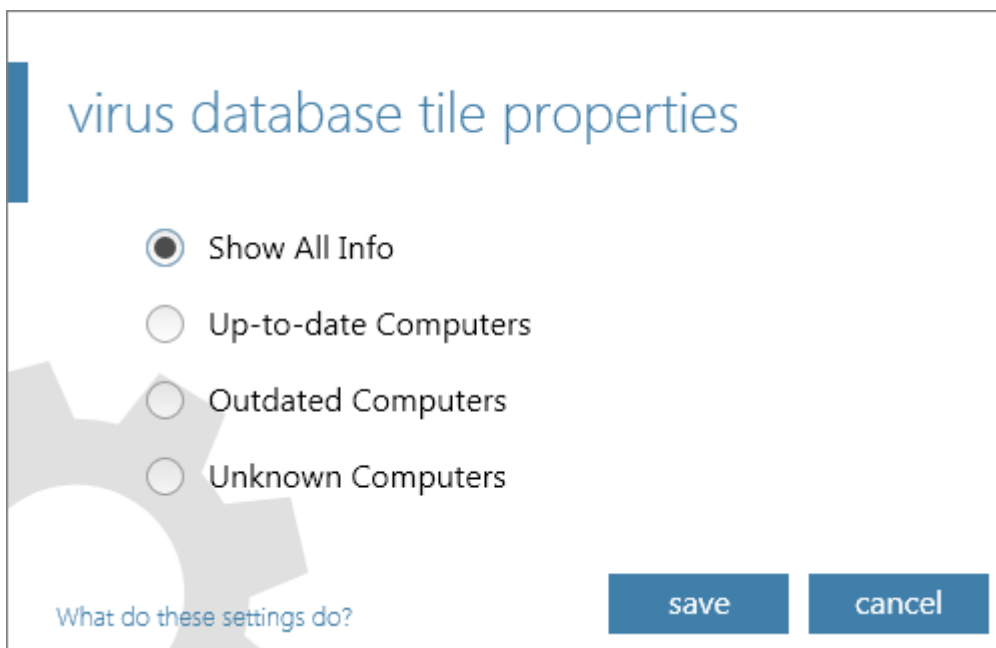 virus database tile properties
Show All Info
Up-to-date Computers
Outdated Computers
Unknown Computers
What do these settings do?
save
cancel